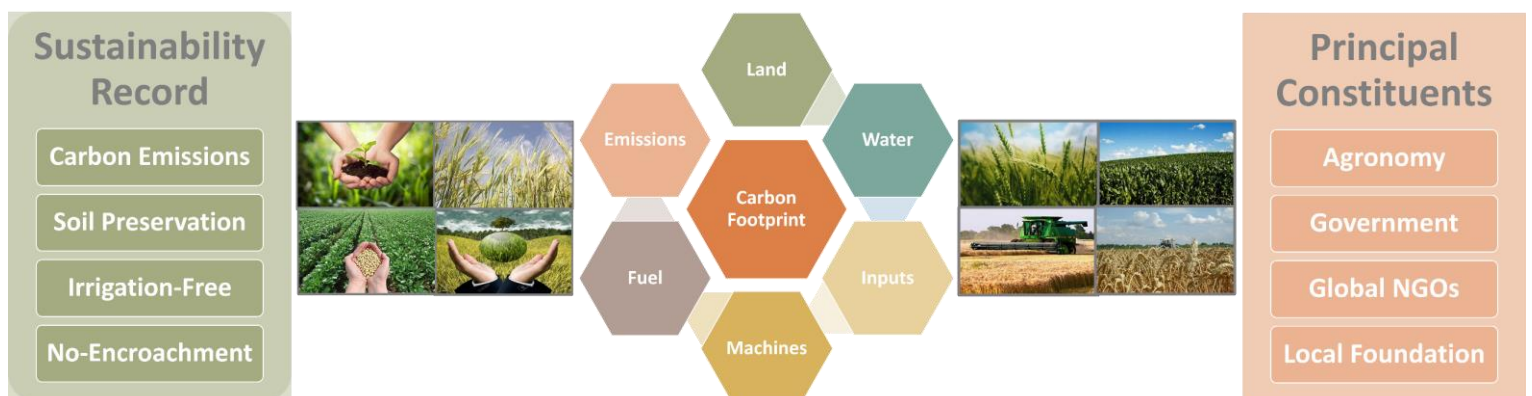 Sustainability
Record
Carbon Emissions
Soil Preservation
Irrigation-Free
No-Encroachment
Land
Emissions
Water
Carbon
Footprint
Fuel
Inputs
Machines
Principal
Constituents
Agronomy
Government
Global NGOs
Local Foundation